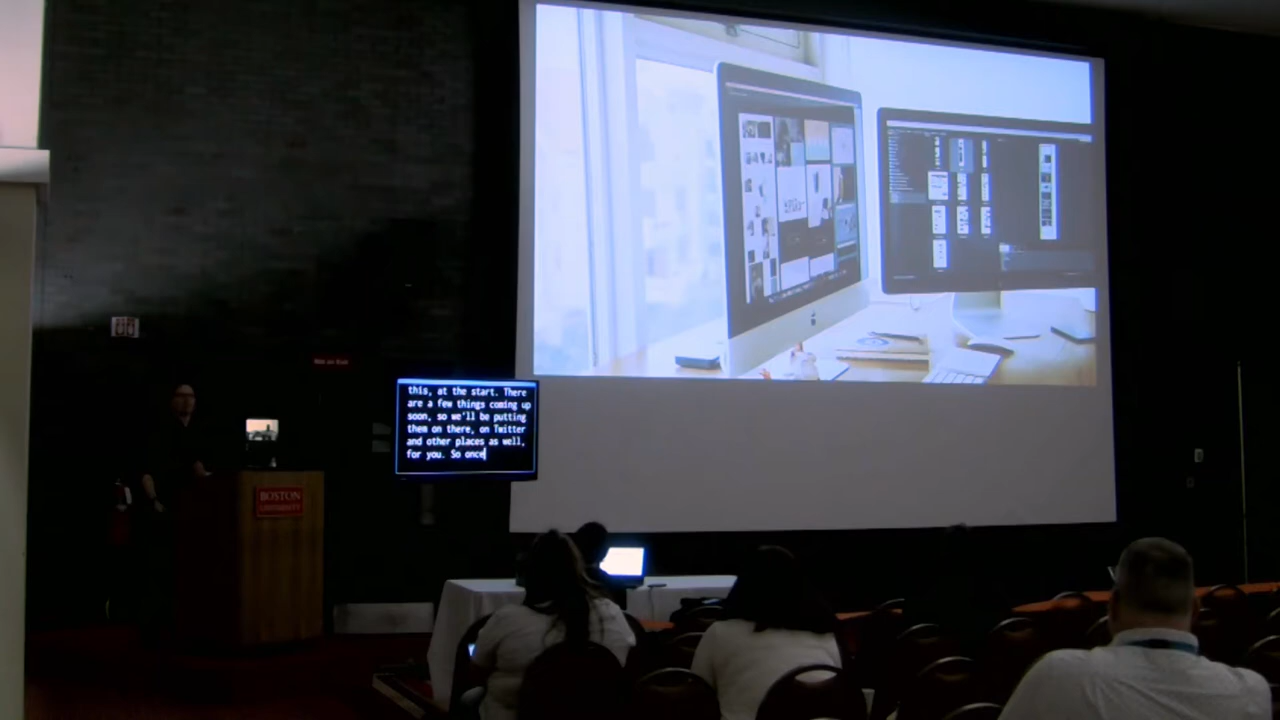 this, at the start. There
are a few things coming up
soon, so we'll be putting
them on there, on Twitter
and other places as well,
for you. So once
BOSTON
UNIVERSITY